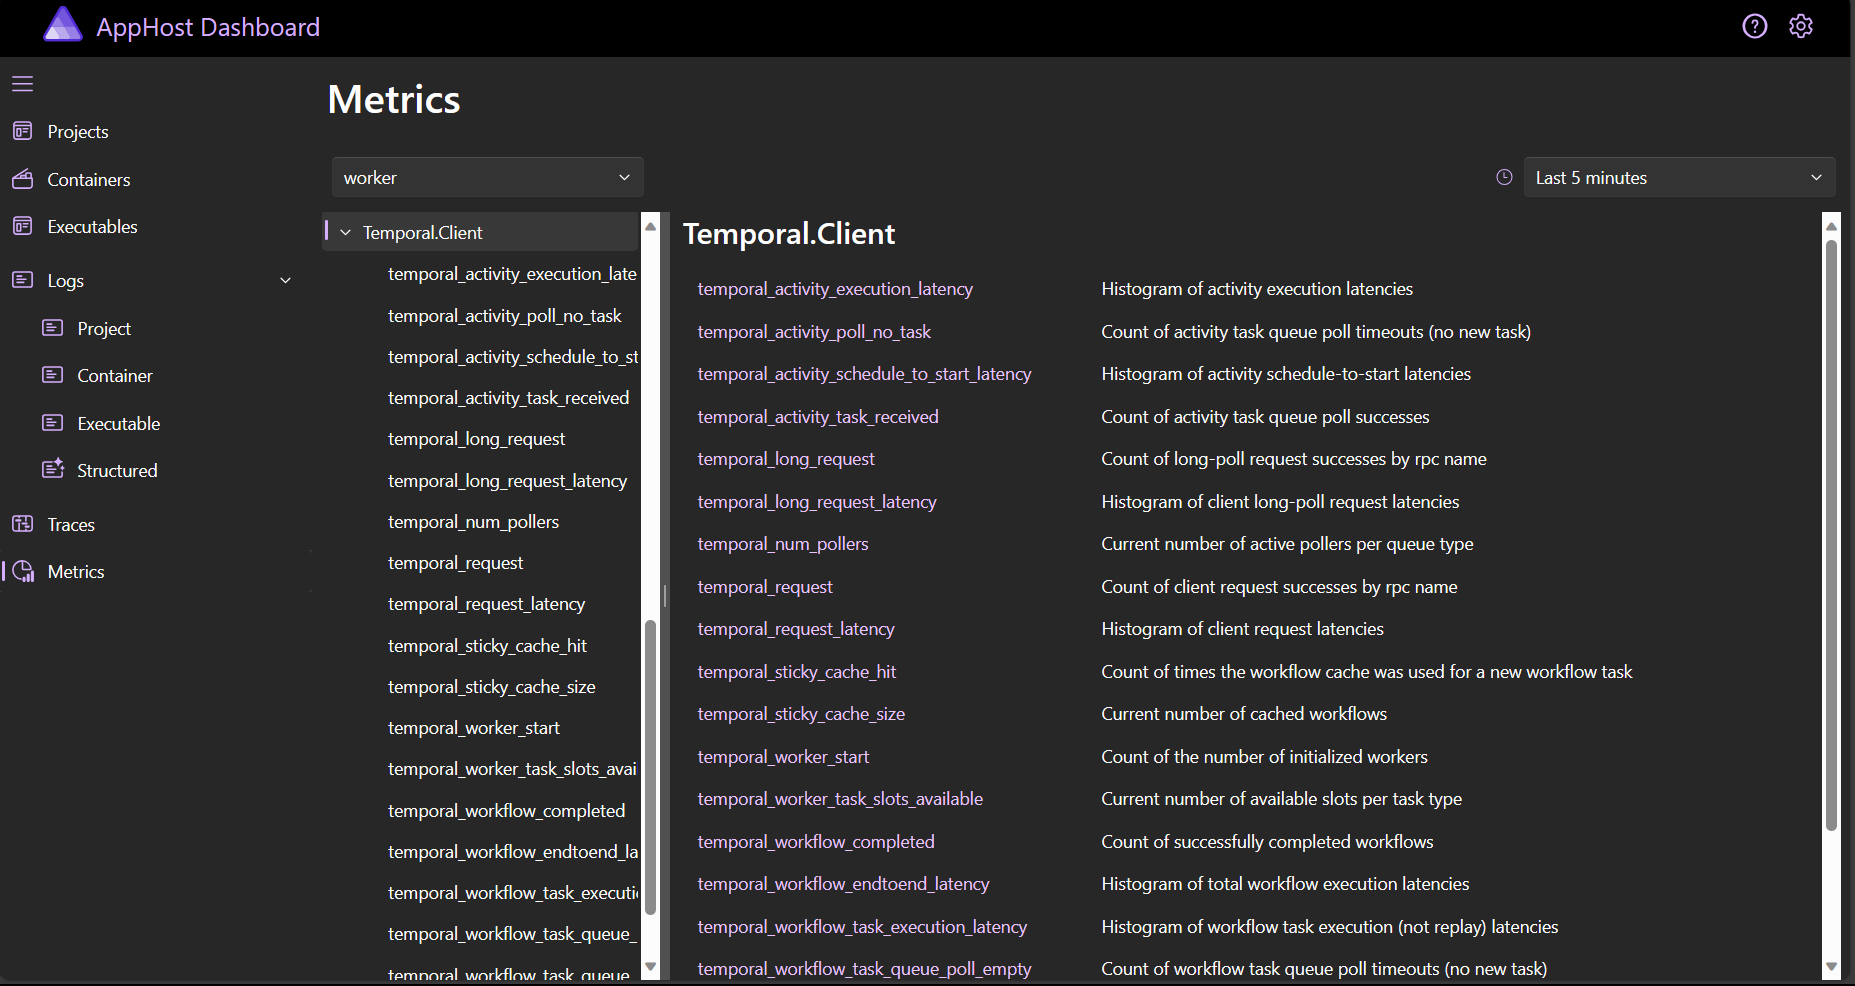 AppHost Dashboard
Projects
Containers
Executables
Logs
Project
Container
Executable
Structured
Traces
Metrics
Metrics
worker
Last 5 minutes
Temporal.Client
temporal_activity_execution_late
temporal_activity_poll_no_task
temporal_activity_schedule_to_st
temporal_activity_task_received
temporal_long_request
temporal_long_request_latency
temporal_num_pollers
temporal_request
temporal_request_latency
temporal_sticky_cache_hit
temporal_sticky_cache_size
temporal_worker_start
temporal_worker_task_slots_avai
temporal_workflow_completed
temporal_workflow_endtoend_la
temporal_workflow_task_executi
temporal_workflow_task_queue_
temporal_workflow_task_queue_
Temporal.Client
temporal_activity_execution_latency Histogram of activity execution latencies
temporal_activity_poll_no_task Count of activity task queue poll timeouts (no new task)
temporal_activity_schedule_to_start_latency Histogram of activity schedule-to-start latencies
temporal_activity_task_received Count of activity task queue poll successes
temporal_long_request Count of long-poll request successes by rpc name
temporal_long_request_latency Histogram of client long-poll request latencies
temporal_num_pollers Current number of active pollers per queue type
temporal_request Count of client request successes by rpc name
temporal_request_latency Histogram of client request latencies
temporal_sticky_cache_hit Count of times the workflow cache was used for a new workflow task
temporal_sticky_cache_size Current number of cached workflows
temporal_worker_start Count of the number of initialized workers
temporal_worker_task_slots_available Current number of available slots per task type
temporal_workflow_completed Count of successfully completed workflows
temporal_workflow_endtoend_latency Histogram of total workflow execution latencies
temporal_workflow_task_execution_latency Histogram of workflow task execution (not replay) latencies
temporal_workflow_task_queue_poll_empty Count of workflow task queue poll timeouts (no new task)